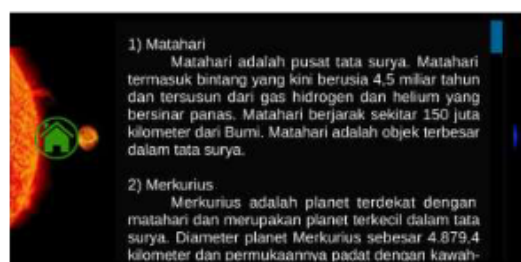 1) Matahari
Matahari adalah pusat tata surya. Matahari
termasuk bintang yang kini berusia 4,5 miliar tahun
dan tersusun dari gas hidrogen dan helium yang
bersinar panas. Matahari berjarak sekitar 150 juta
kilometer dari Bumi. Matahari adalah objek terbesar
dalam tata surya.
2) Merkurius
Merkurius adalah planet terdekat dengan
matahari dan merupakan planet terkecil dalam tata
surya. Diameter planet Merkurius sebesar 4.879,4
kilometer dan permukaannya padat dengan kawah-